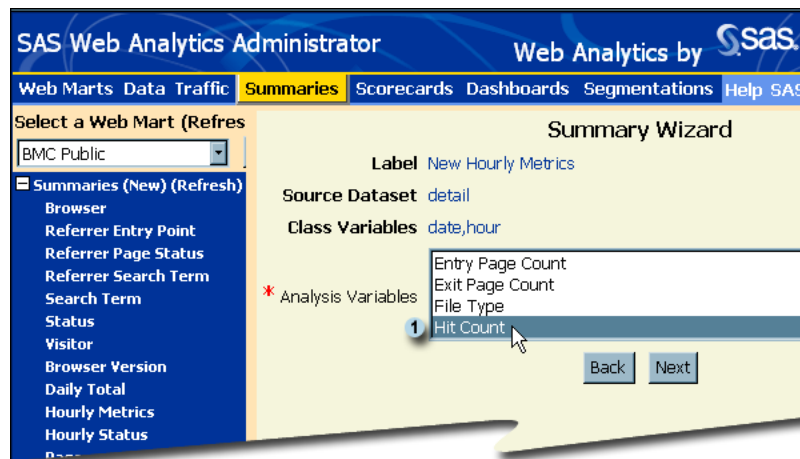 SAS Web Analytics Administrator
Web Analytics by sas.
Web Marts Data Traffic Summaries Scorecards Dashboards Segmentations Help SAS
Select a Web Mart (Refres
BMC Public
Summaries (New) (Refresh)
Browser
Referrer Entry Point
Referrer Page Status
Referrer Search Term
Search Term
Status
Visitor
Browser Version
Daily Total
Hourly Metrics
Hourly Status
Summary Wizard
Label New Hourly Metrics
Source Dataset detail
Class Variables date,hour
* Analysis Variables
Entry Page Count
Exit Page Count
File Type
1 Hit Count
Back Next